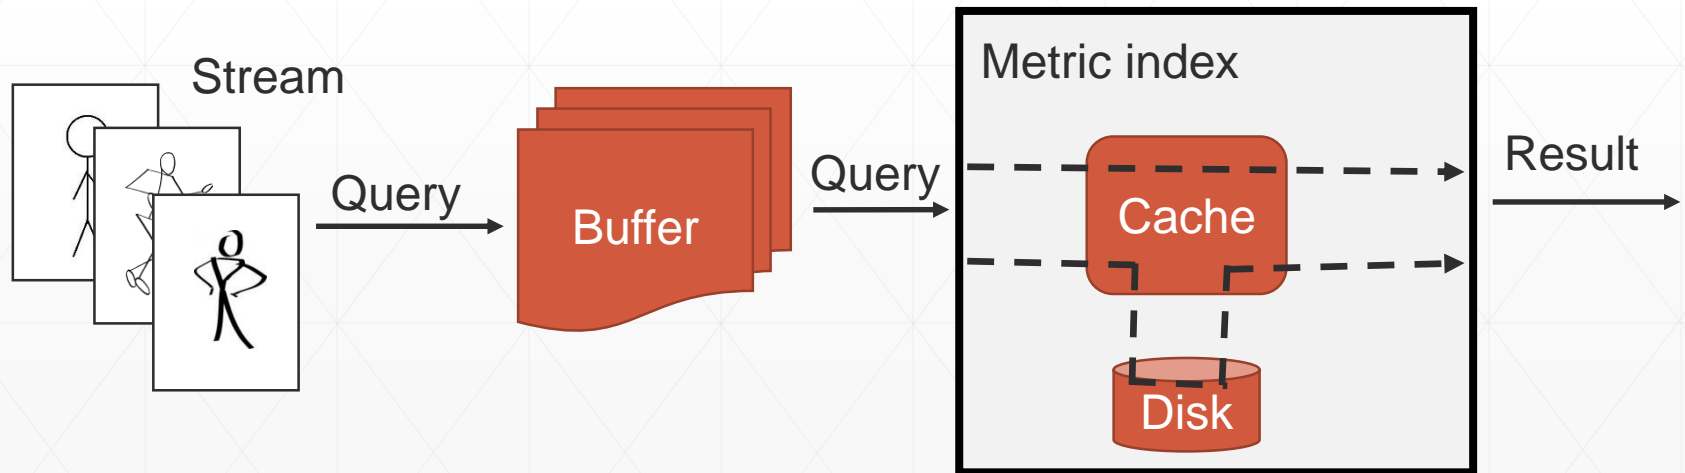 Stream
Query
Buffer
Query
Metric index
Cache
Disk
Result